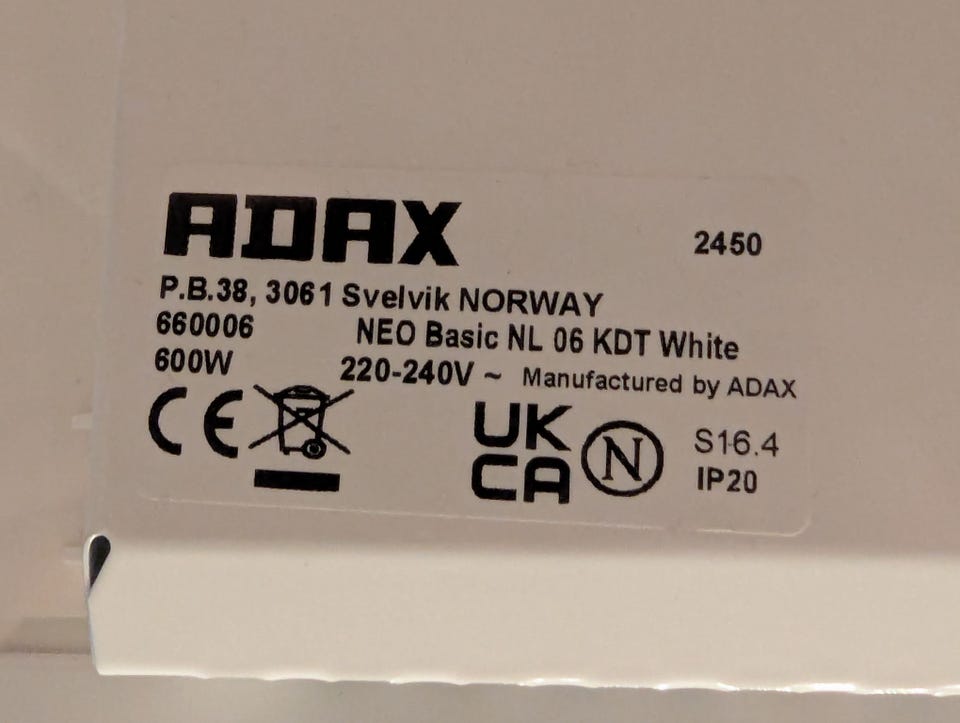 ADAX
2450
P.B.38, 3061 Svelvik NORWAY
660006 NEO Basic NL 06 KDT White
600W 220-240V ~ Manufactured by ADAX
CE UK CA N S16.4
IP20